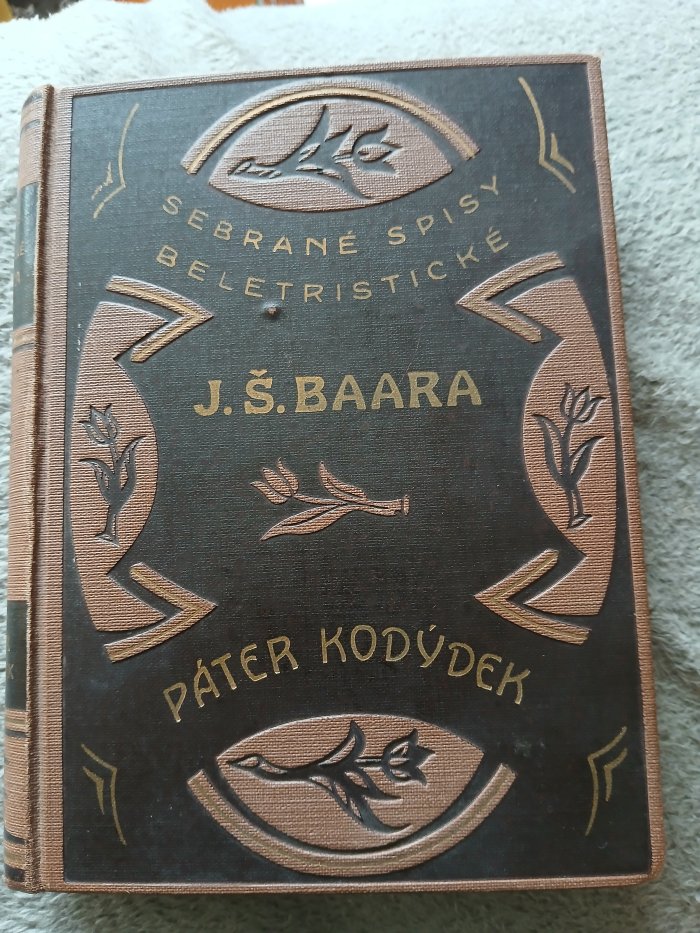 SEBRANÉ SPISY
BELETRISTICKÉ
J.Š.BAARA
PÁTER KODÝDEK